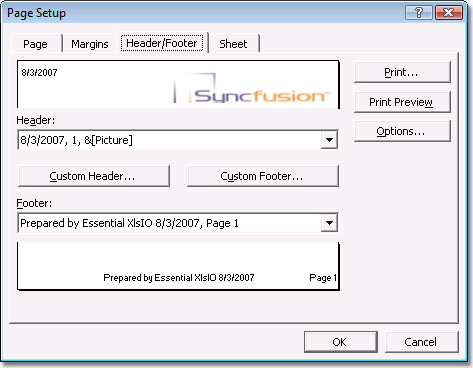 Page Setup
Page Margins Header/Footer Sheet
8/3/2007
Syncfusion™
Print...
Print Preview
Options...
Header:
8/3/2007, 1, &[Picture]
Custom Header... Custom Footer...
Footer:
Prepared by Essential XlsIO 8/3/2007, Page 1
Prepared by Essential XlsIO 8/3/2007 Page 1
OK Cancel